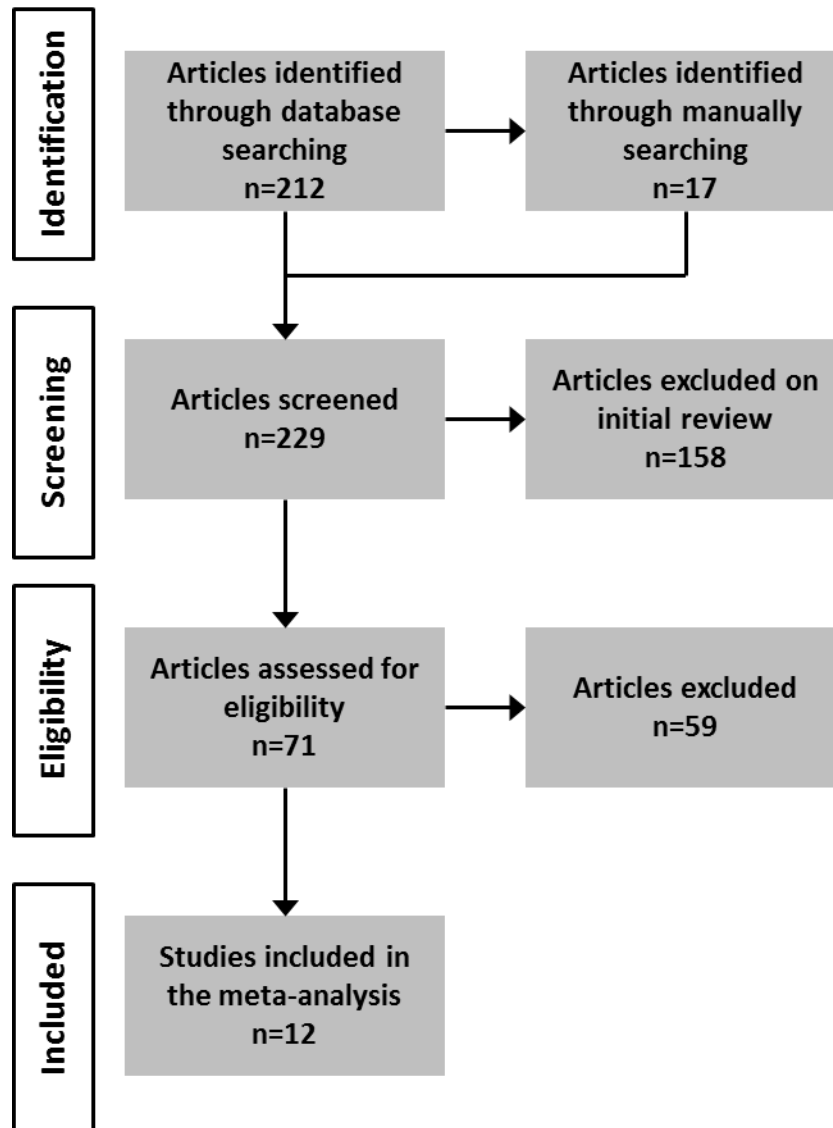 Identification
Articles identified
through database
searching
n=212
Articles identified
through manually
searching
n=17
Screening
Articles screened
n=229
Articles excluded on
initial review
n=158
Eligibility
Articles assessed for
eligibility
n=71
Articles excluded
n=59
Included
Studies included in
the meta-analysis
n=12